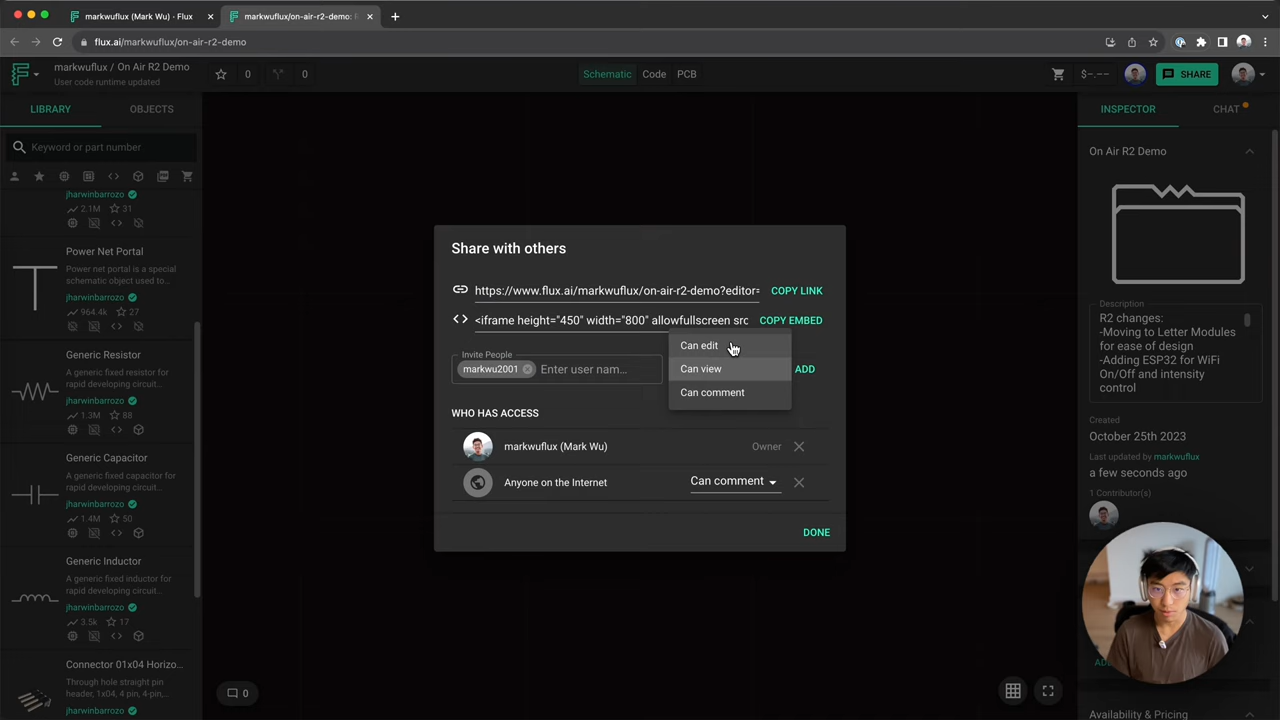 markwuflux (Mark Wu) · Flux
markwuflux/on-air-r2-demo: R
flux.ai/markwuflux/on-air-r2-demo
markwuflux / On Air R2 Demo
User code runtime updated
0
0
Schematic
Code
PCB
$-.--
SHARE
LIBRARY
OBJECTS
INSPECTOR
CHAT
Keyword or part number
jharwinbarrozo
2.1M
31
Power Net Portal
Power net portal is a
special
schematic object used to...
jharwinbarrozo
964.4k
27
Generic Resistor
A generic fixed resistor for
rapid developing circuit...
jharwinbarrozo
1.3M
88
Generic Capacitor
A generic fixed capacitor for
rapid developing circuit...
jharwinbarrozo
1.4M
50
Generic Inductor
A generic fixed inductor for
rapid developing circuit...
jharwinbarrozo
3.5k
17
Connector 01x04 Horizo...
Through hole straight pin
header, 1x04, 4 pin, 4-pin,...
jharwinbarrozo
Share with others
https://www.flux.ai/markwuflux/on-air-r2-demo?editor=
COPY LINK
<iframe height="450" width="800" allowfullscreen src
COPY EMBED
Invite People
markwu2001
Enter user name...
Can edit
Can view
Can comment
ADD
WHO HAS ACCESS
markwuflux (Mark Wu)
Owner
Anyone on the Internet
Can comment
DONE
0
On Air R2 Demo
Description
R2 changes:
-Moving to Letter Modules
for ease of design
-Adding ESP32 for WiFi
On/Off and intensity
control
Created
October 25th 2023
Last updated by markwuflux
a few seconds ago
1 Contributor(s)
Availability & Pricing